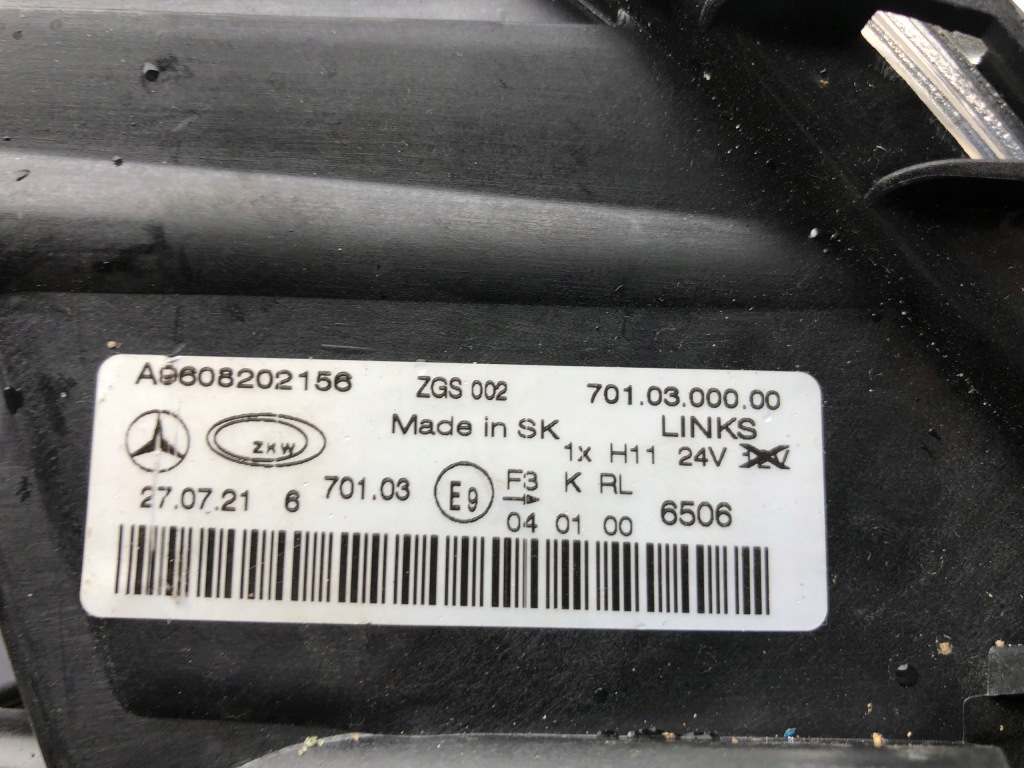 A9608202156 ZGS 002 701.03.000.00
Made in SK LINKS
ZKW 1x H11 24V 12V
27.07.21 6 701.03 E9 F3 K RL 6506
04 01 00